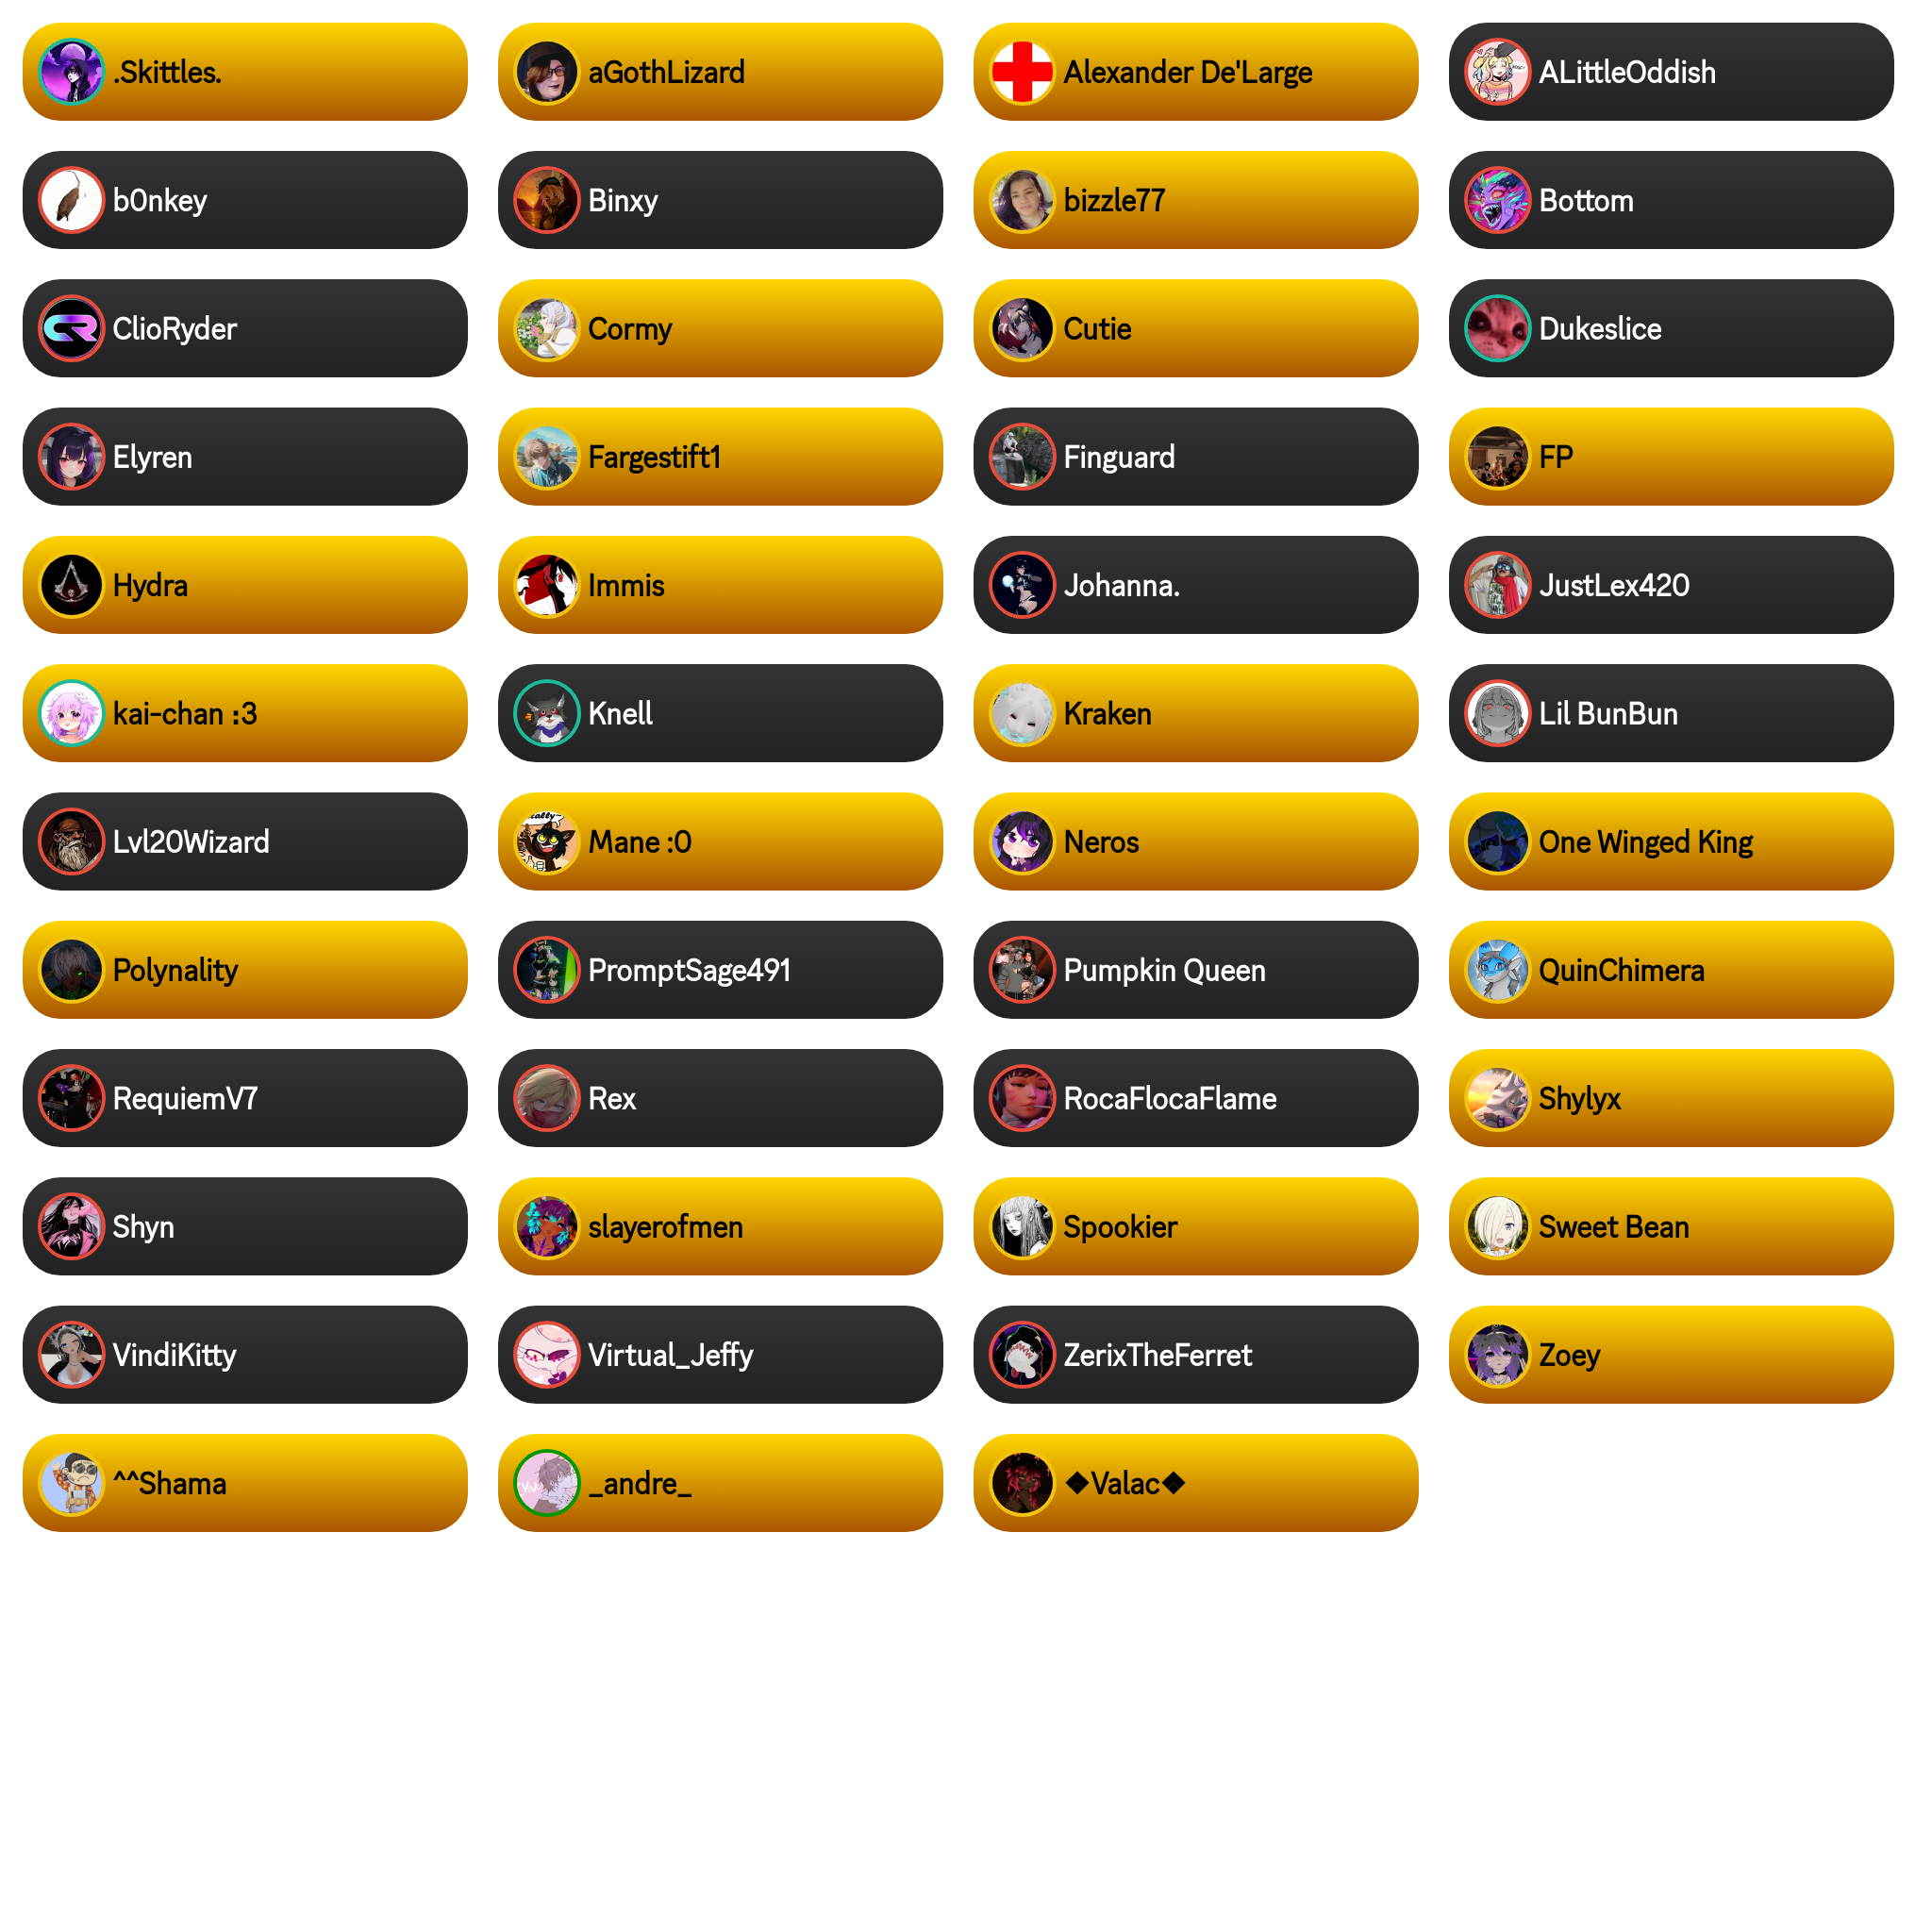 .Skittles.
aGothLizard
Alexander De'Large
ALittleOddish
b0nkey
Binxy
bizzle77
Bottom
ClioRyder
Cormy
Cutie
Dukeslice
Elyren
Fargestift1
Finguard
FP
Hydra
Immis
Johanna.
JustLex420
kai-chan :3
Knell
Kraken
Lil BunBun
Lvl20Wizard
Mane :0
Neros
One Winged King
Polynality
PromptSage491
Pumpkin Queen
QuinChimera
RequiemV7
Rex
RocaFlocaFlame
Shylyx
Shyn
slayerofmen
Spookier
Sweet Bean
VindiKitty
Virtual_Jeffy
ZerixTheFerret
Zoey
^^Shama
_andre_
❖Valac❖